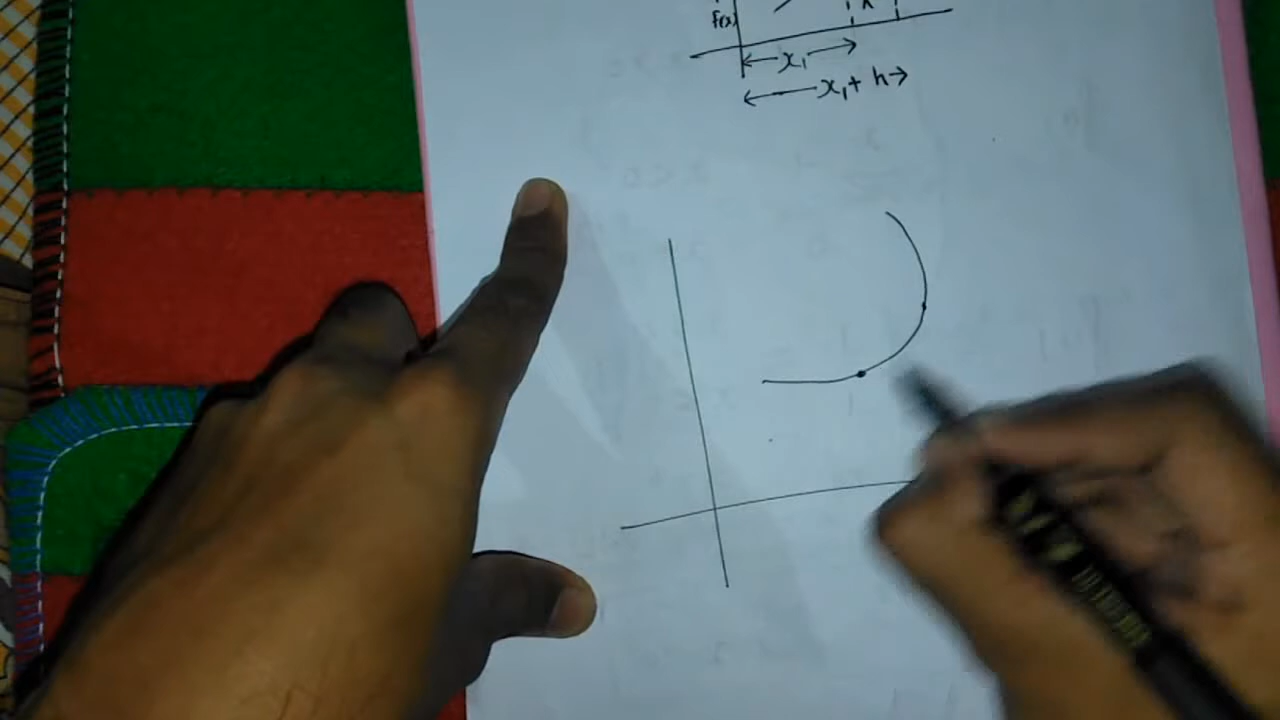 f(x)
h
x₁
x₁ + h